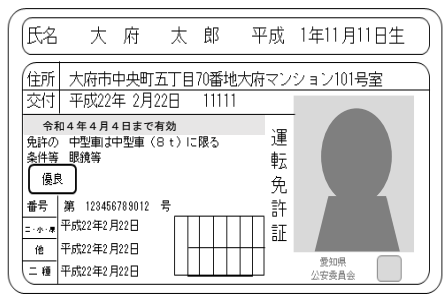 氏名 大府 太郎 平成 1年11月11日生
住所 大府市中央町五丁目70番地大府マンション101号室
交付 平成22年 2月22日 11111
令和4年4月4日まで有効
免許の 中型車は中型車（8t）に限る
条件等 眼鏡等
優良
番号 第 123456789012 号
二・小・原 平成22年2月22日
他 平成22年2月22日
二種 平成22年2月22日
運転免許証
愛知県
公安委員会